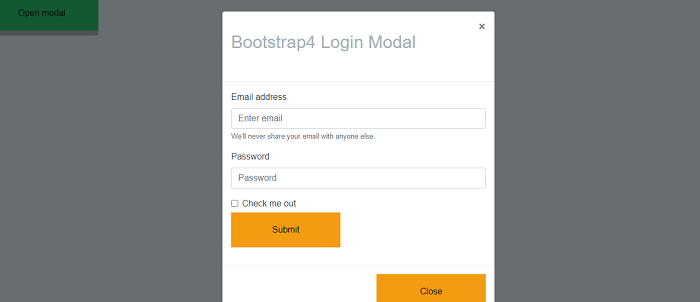 Open modal
×
Bootstrap4 Login Modal
Email address
Enter email
We'll never share your email with anyone else.
Password
Password
Check me out
Submit
Close